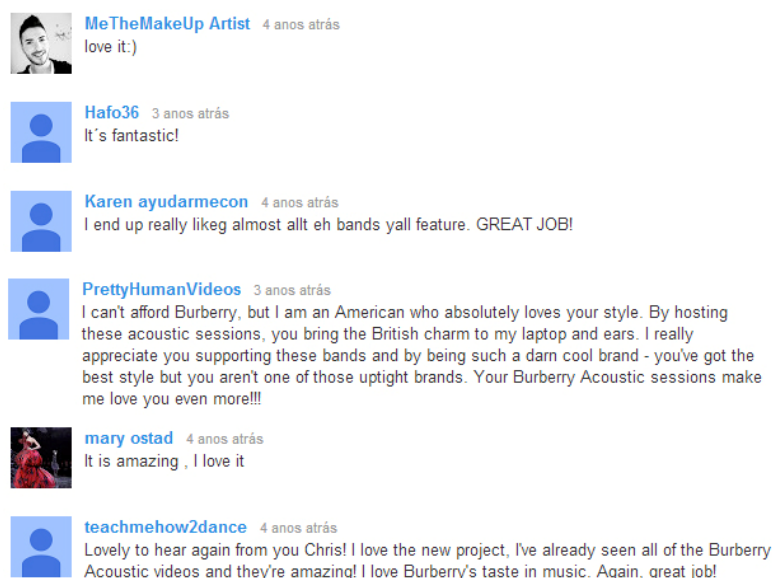 MeTheMakeUp Artist 4 anos atrás
love it:)
Hafo36 3 anos atrás
It´s fantastic!
Karen ayudarmecon 4 anos atrás
I end up really likeg almost allt eh bands yall feature. GREAT JOB!
PrettyHumanVideos 3 anos atrás
I can't afford Burberry, but I am an American who absolutely loves your style. By hosting
these acoustic sessions, you bring the British charm to my laptop and ears. I really
appreciate you supporting these bands and by being such a darn cool brand - you've got the
best style but you aren't one of those uptight brands. Your Burberry Acoustic sessions make
me love you even more!!!
mary ostad 4 anos atrás
It is amazing , I love it
teachmehow2dance 4 anos atrás
Lovely to hear again from you Chris! I love the new project, I've already seen all of the Burberry
Acoustic videos and they're amazing! I love Burberry's taste in music. Again, great job!